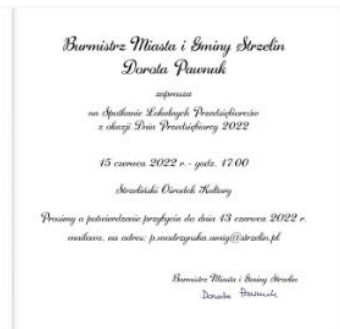 Burmistrz Miasta i Gminy Strzelin
Dorota Pawnuk
zaprasza
na Spotkanie Lokalnych Przedsiębiorców
z okazji Dnia Przedsiębiorcy 2022
15 czerwca 2022 r. - godz. 17:00
Strzeliński Ośrodek Kultury
Prosimy o potwierdzenie przybycia do dnia 13 czerwca 2022 r.
mailowo, na adres: p.modrzynska.umig@strzelin.pl
Burmistrz Miasta i Gminy Strzelin
Dorota Pawnuk